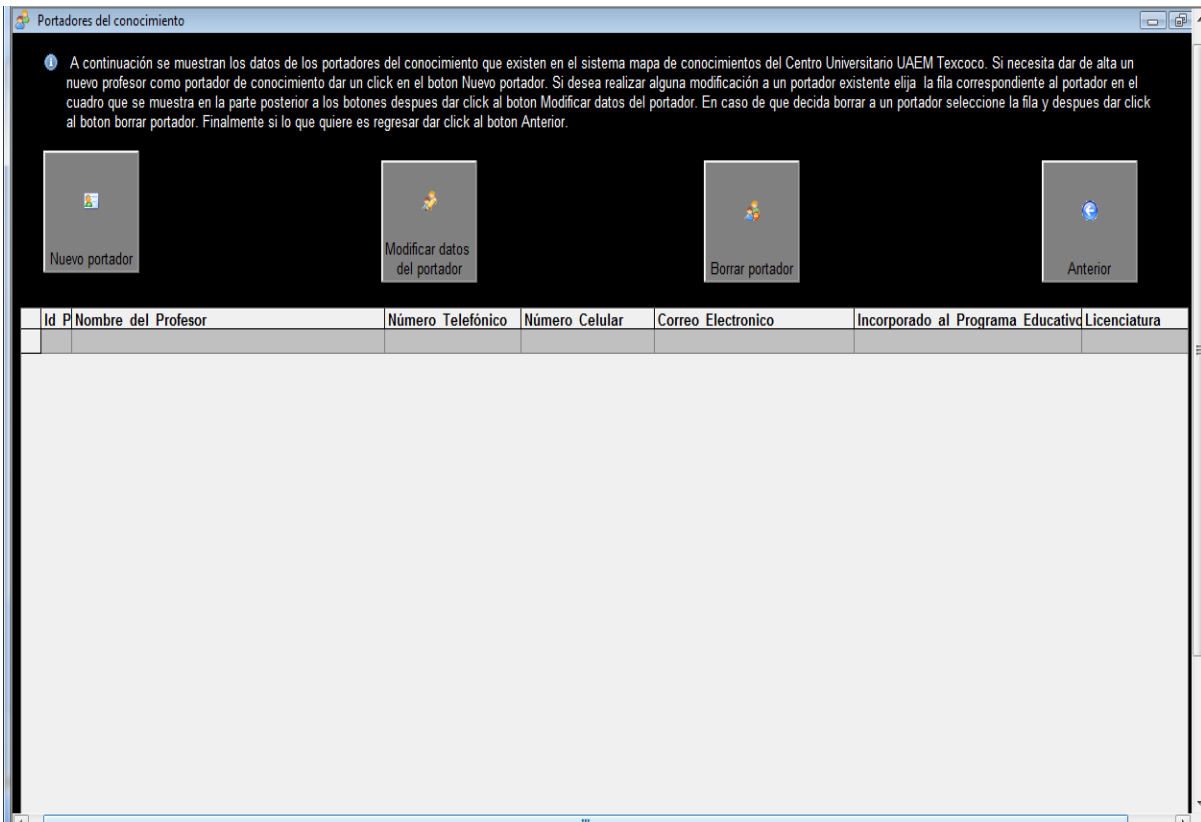 Portadores del conocimiento
A continuación se muestran los datos de los portadores del conocimiento que existen en el sistema mapa de conocimientos del Centro Universitario UAEM Texcoco. Si necesita dar de alta un
nuevo profesor como portador de conocimiento dar un click en el boton Nuevo portador. Si desea realizar alguna modificación a un portador existente elija la fila correspondiente al portador en el
cuadro que se muestra en la parte posterior a los botones despues dar click al boton Modificar datos del portador. En caso de que decida borrar a un portador seleccione la fila y despues dar click
al boton borrar portador. Finalmente si lo que quiere es regresar dar click al boton Anterior.
Nuevo portador
Modificar datos
del portador
Borrar portador
Anterior
Id P Nombre del Profesor Número Telefónico Número Celular Correo Electronico Incorporado al Programa Educativo Licenciatura